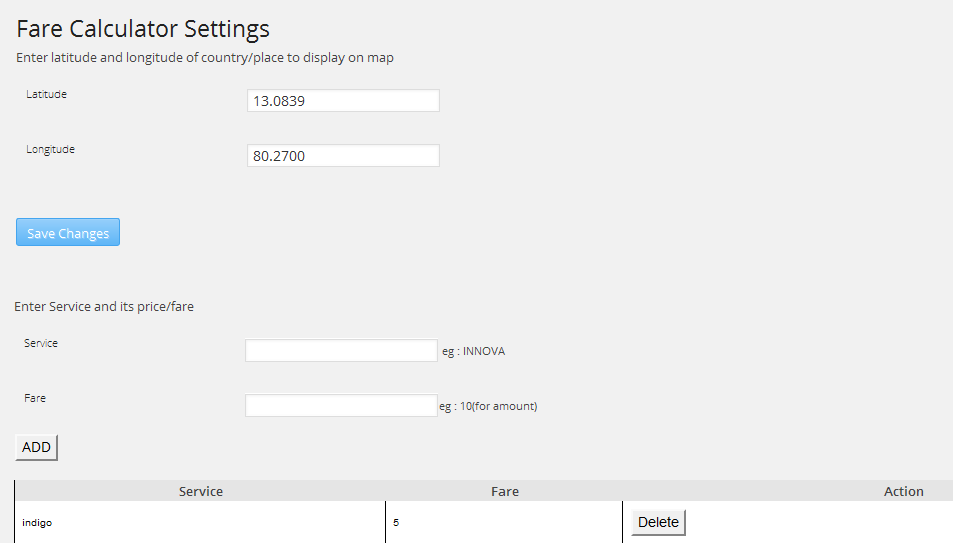 Fare Calculator Settings
Enter latitude and longitude of country/place to display on map
Latitude 13.0839
Longitude 80.2700
Save Changes
Enter Service and its price/fare
Service eg : INNOVA
Fare eg : 10(for amount)
ADD
Service Fare Action
indigo 5 Delete